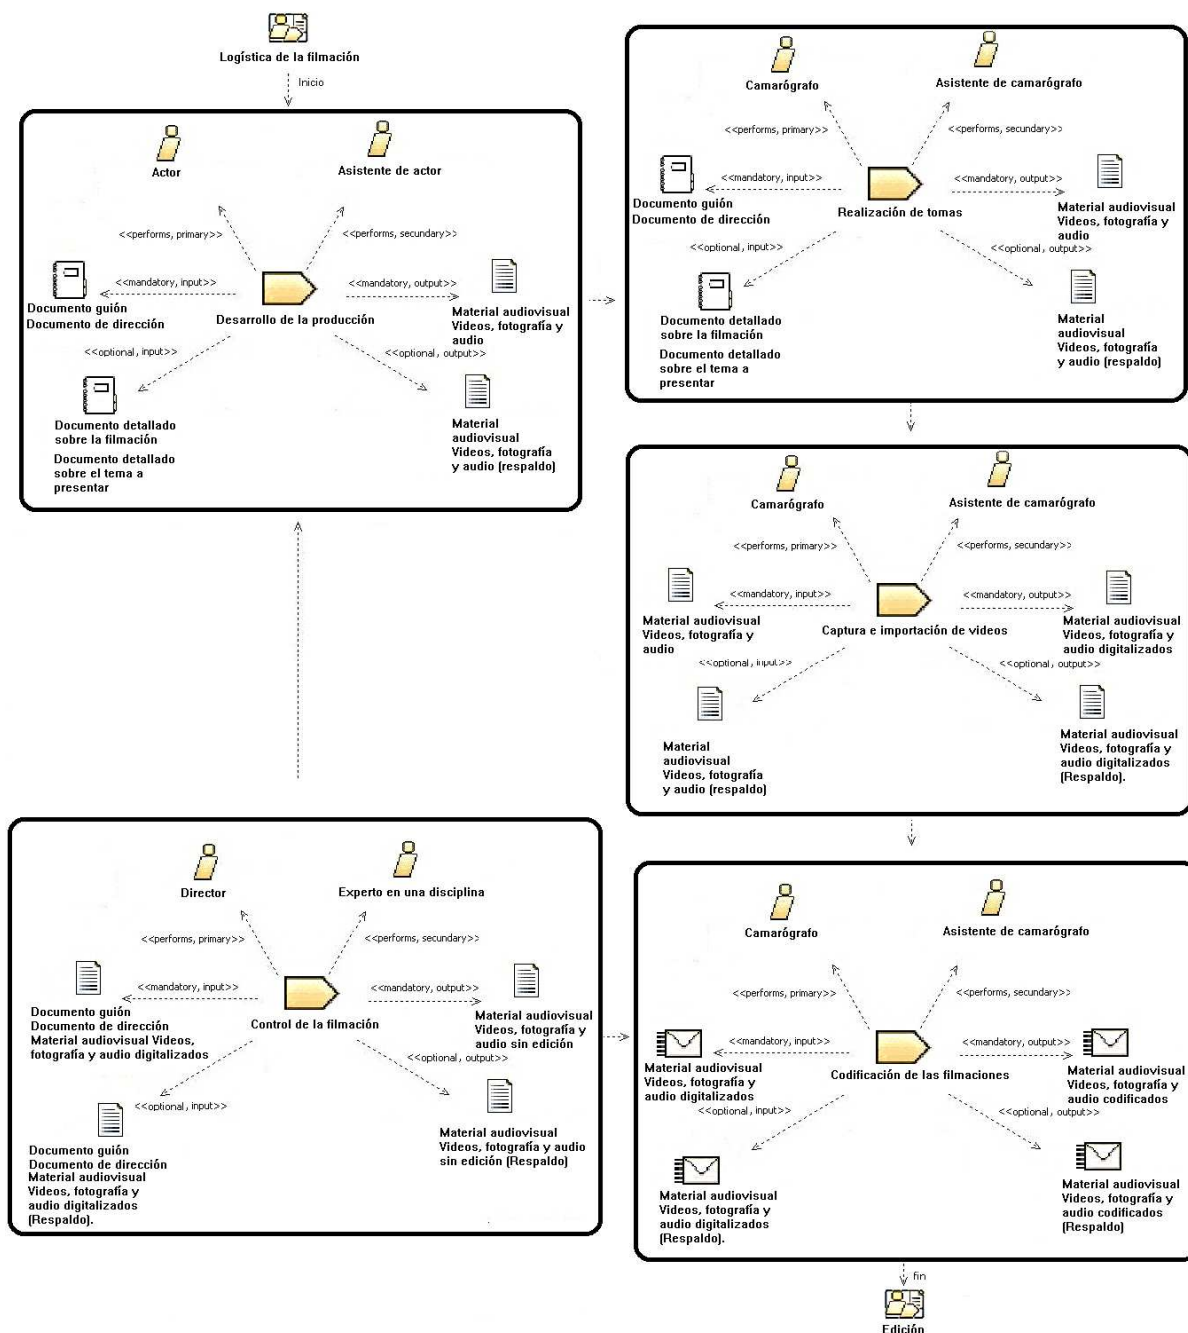 Logística de la filmación
Inicio
Actor
Asistente de actor
<<performs, primary>>
<<performs, secundary>>
<<mandatory, input>>
<<mandatory, output>>
Documento guión
Documento de dirección
Desarrollo de la producción
Material audiovisual
Videos, fotografía y
audio
<<optional, input>>
<<optional, output>>
Documento detallado
sobre la filmación
Documento detallado
sobre el tema a
presentar
Material
audiovisual
Videos, fotografía
y audio (respaldo)
Camarógrafo
Asistente de camarógrafo
<<performs, primary>>
<<performs, secundary>>
<<mandatory, input>>
<<mandatory, output>>
Documento guión
Documento de dirección
Realización de tomas
Material audiovisual
Videos, fotografía y
audio
<<optional, input>>
<<optional, output>>
Documento detallado
sobre la filmación
Documento detallado
sobre el tema a
presentar
Material
audiovisual
Videos, fotografía
y audio (respaldo)
Camarógrafo
Asistente de camarógrafo
<<performs, primary>>
<<performs, secundary>>
<<mandatory, input>>
<<mandatory, output>>
Material audiovisual
Videos, fotografía y
audio
Captura e importación de videos
Material audiovisual
Videos, fotografía y
audio digitalizados
<<optional, input>>
<<optional, output>>
Material
audiovisual
Videos, fotografía
y audio (respaldo)
Material audiovisual
Videos, fotografía y
audio digitalizados
(Respaldo).
Director
Experto en una disciplina
<<performs, primary>>
<<performs, secundary>>
<<mandatory, input>>
<<mandatory, output>>
Documento guión
Documento de dirección
Material audiovisual Videos,
fotografía y audio digitalizados
Control de la filmación
Material audiovisual
Videos, fotografía y
audio sin edición
<<optional, output>>
<<optional, input>>
Documento guión
Documento de dirección
Material audiovisual
Videos, fotografía y
audio digitalizados
(Respaldo).
Material audiovisual
Videos, fotografía y audio
sin edición (Respaldo)
Camarógrafo
Asistente de camarógrafo
<<performs, primary>>
<<performs, secundary>>
<<mandatory, input>>
<<mandatory, output>>
Material audiovisual
Videos, fotografía y
audio digitalizados
Codificación de las filmaciones
Material audiovisual
Videos, fotografía y
audio codificados
<<optional, input>>
<<optional, output>>
Material audiovisual
Videos, fotografía y
audio digitalizados
(Respaldo).
Material audiovisual
Videos, fotografía y
audio codificados
(Respaldo)
fin
Edición